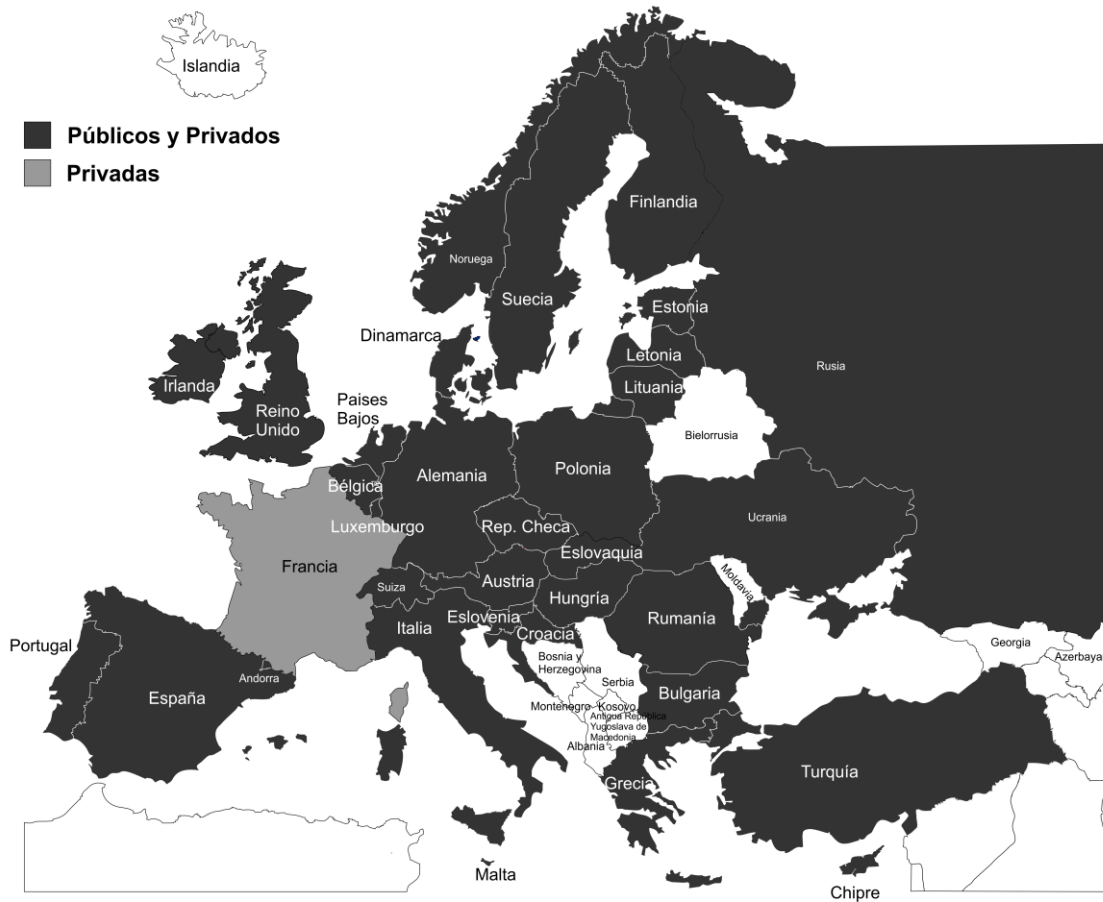 Islandia
Públicos y Privados
Privadas
Finlandia
Noruega
Suecia
Estonia
Dinamarca
Letonia
Rusia
Irlanda
Lituania
Paises
Bajos
Reino
Unido
Bielorrusia
Polonia
Alemania
Bélgica
Ucrania
Luxemburgo
Rep. Checa
Eslovaquia
Francia
Moldavia
Suiza
Austria
Hungría
Eslovenia
Rumanía
Italia
Croacia
Portugal
Georgia
Bosnia y
Herzegovina
Azerbaya
Andorra
Serbia
España
Bulgaria
Montenegro
Kosovo
Antigua República
Yugoslava de
Macedonia
Albania
Turquía
Grecia
Malta
Chipre